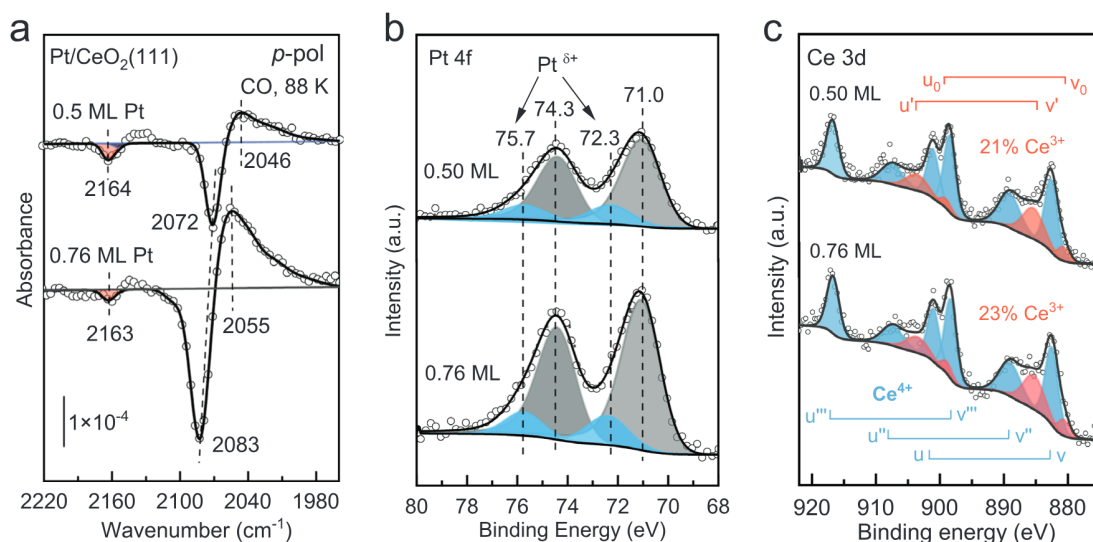 a
Pt/CeO₂(111)
p-pol
CO, 88 K
0.5 ML Pt
2164
2046
2072
0.76 ML Pt
2163
2055
2083
1×10⁻⁴
Absorbance
2220 2160 2100 2040 1980
Wavenumber (cm⁻¹)
b
Pt 4f
Pt δ+
74.3
71.0
75.7
72.3
0.50 ML
0.76 ML
Intensity (a.u.)
80 78 76 74 72 70 68
Binding Energy (eV)
c
Ce 3d
u₀ v₀
0.50 ML
u' v'
21% Ce³⁺
0.76 ML
23% Ce³⁺
Ce⁴⁺
u''' v'''
u'' v''
u v
Intensity (a.u.)
920 910 900 890 880
Binding energy (eV)